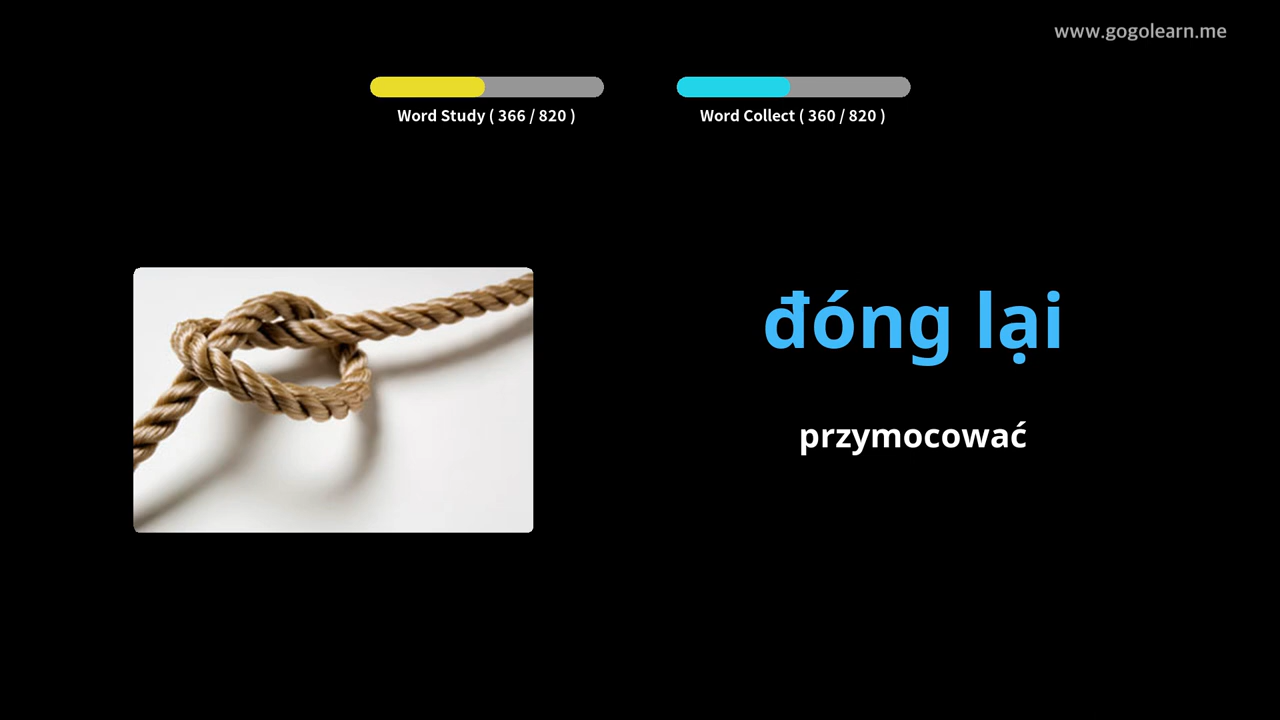 www.gogolearn.me
Word Study ( 366 / 820 )
Word Collect ( 360 / 820 )
đóng lại
przymocować